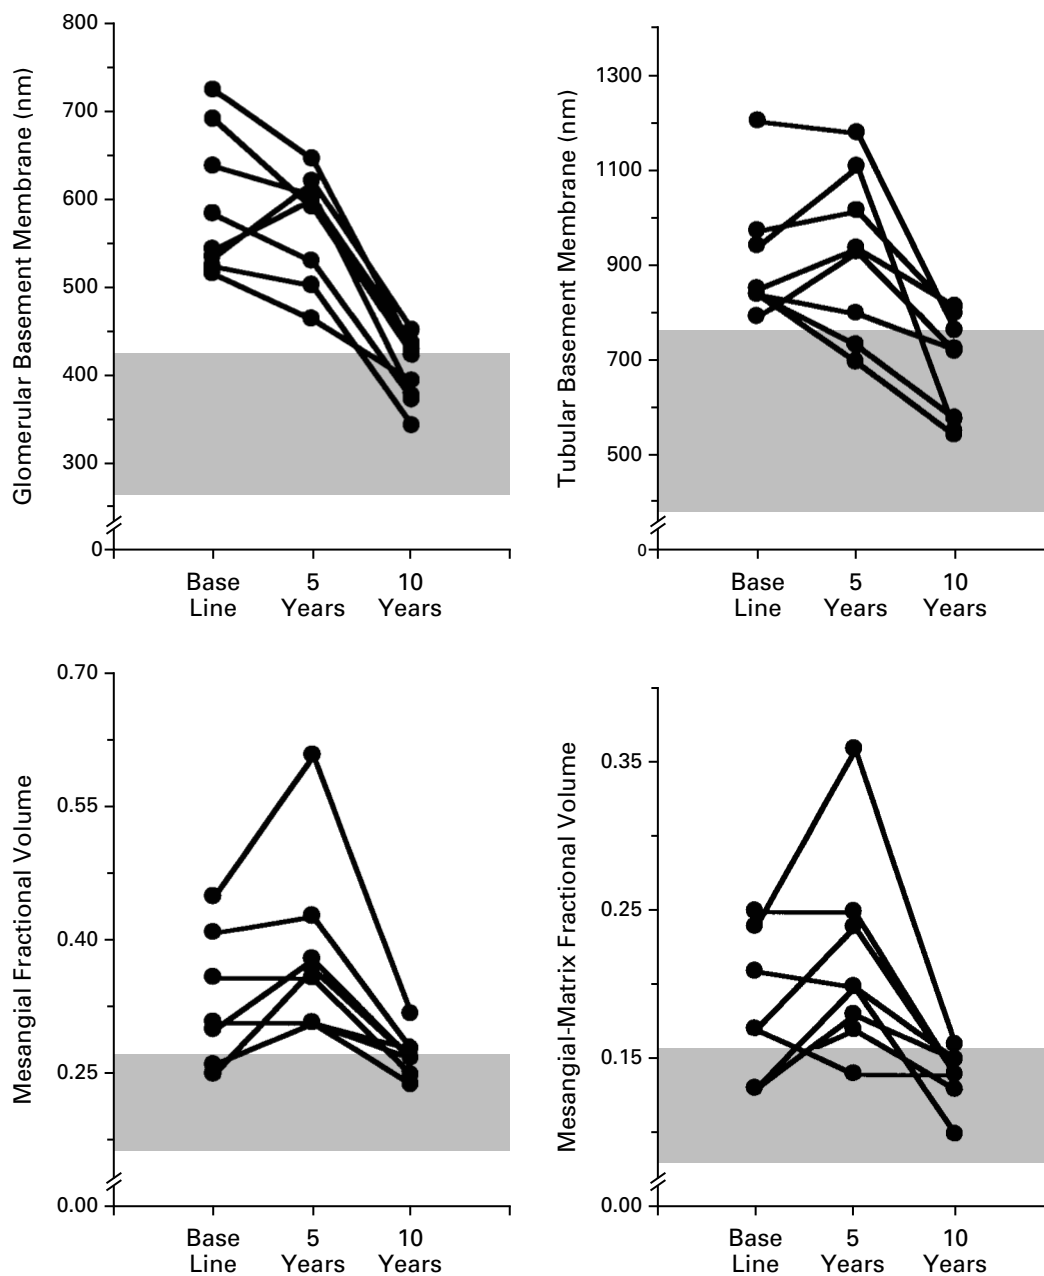 Glomerular Basement Membrane (nm)
800
700
600
500
400
300
0
Base
Line
5
Years
10
Years
Tubular Basement Membrane (nm)
1300
1100
900
700
500
0
Base
Line
5
Years
10
Years
Mesangial Fractional Volume
0.70
0.55
0.40
0.25
0.00
Base
Line
5
Years
10
Years
Mesangial-Matrix Fractional Volume
0.35
0.25
0.15
0.00
Base
Line
5
Years
10
Years